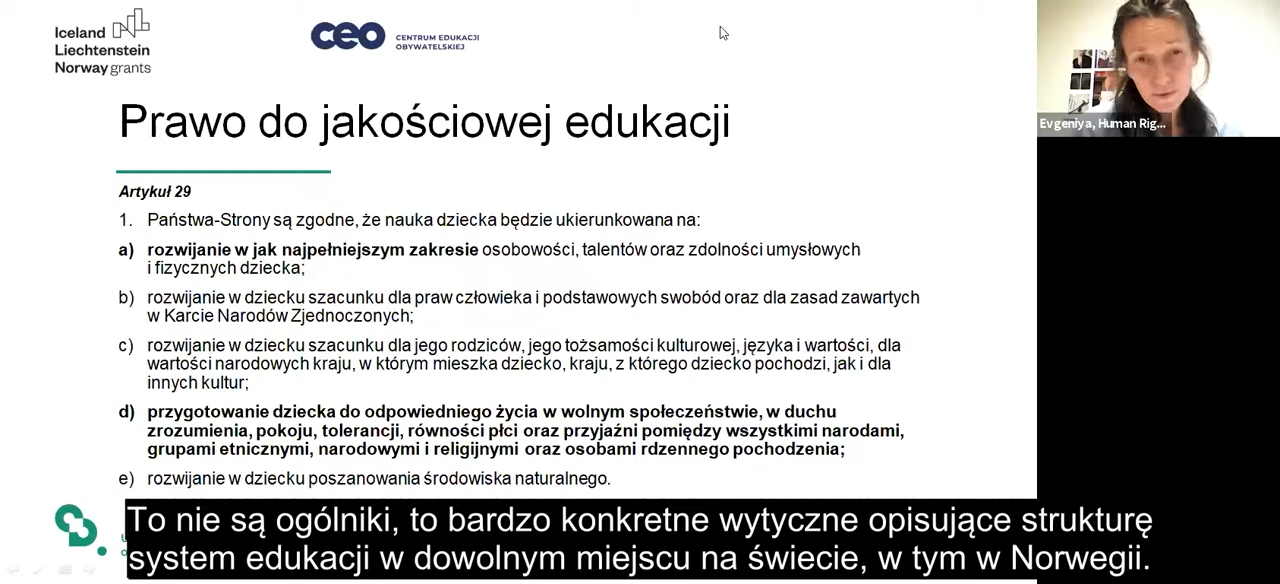 Iceland
Liechtenstein
Norway grants
ceo
CENTRUM EDUKACJI
OBYWATELSKIEJ
Evgeniya, Human Rig...
Prawo do jakościowej edukacji
Artykuł 29
1. Państwa-Strony są zgodne, że nauka dziecka będzie ukierunkowana na:
a) rozwijanie w jak najpełniejszym zakresie osobowości, talentów oraz zdolności umysłowych
i fizycznych dziecka;
b) rozwijanie w dziecku szacunku dla praw człowieka i podstawowych swobód oraz dla zasad zawartych
w Karcie Narodów Zjednoczonych;
c) rozwijanie w dziecku szacunku dla jego rodziców, jego tożsamości kulturowej, języka i wartości, dla
wartości narodowych kraju, w którym mieszka dziecko, kraju, z którego dziecko pochodzi, jak i dla
innych kultur;
d) przygotowanie dziecka do odpowiedniego życia w wolnym społeczeństwie, w duchu
zrozumienia, pokoju, tolerancji, równości płci oraz przyjaźni pomiędzy wszystkimi narodami,
grupami etnicznymi, narodowymi i religijnymi oraz osobami rdzennego pochodzenia;
e) rozwijanie w dziecku poszanowania środowiska naturalnego.
To nie są ogólniki, to bardzo konkretne wytyczne opisujące strukturę
system edukacji w dowolnym miejscu na świecie, w tym w Norwegii.